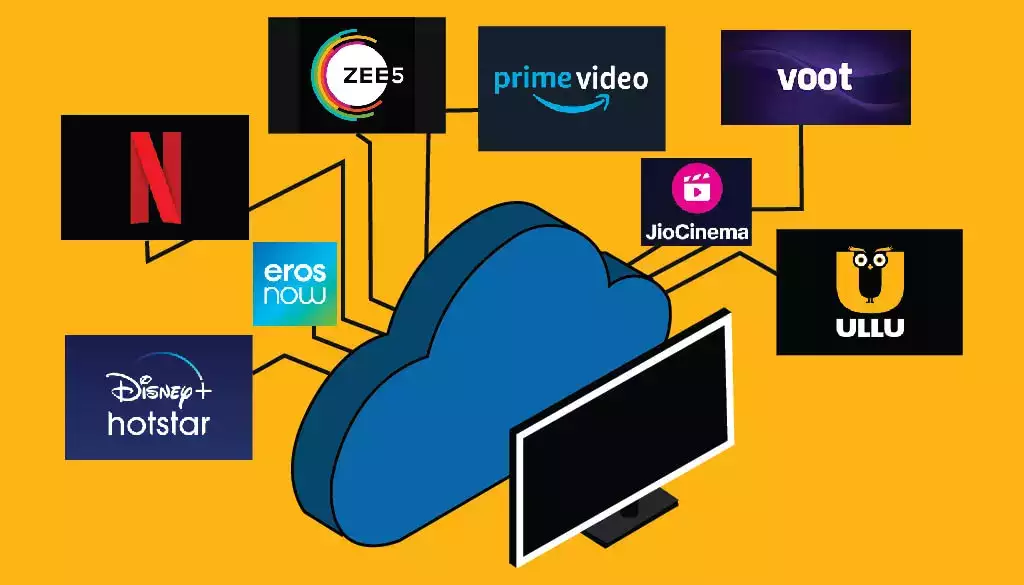 ZEE5
prime video
voot
N
JioCinema
eros
now
ULLU
Disney+
hotstar